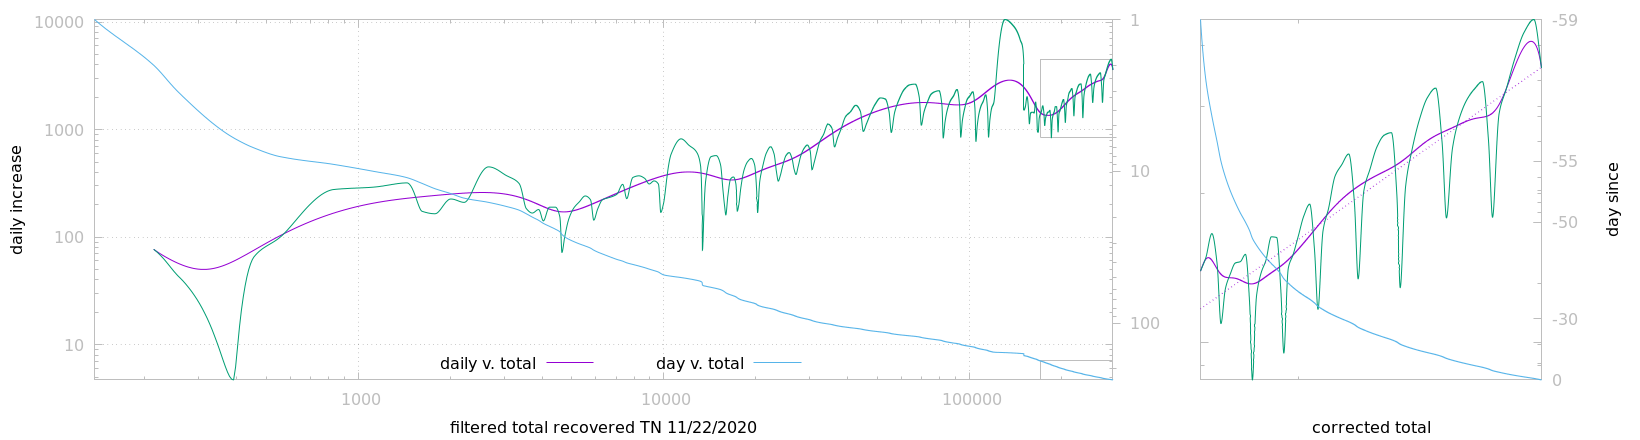 10000
1000
100
10
daily increase
1
10
100
daily v. total
day v. total
1000
10000
100000
filtered total recovered TN 11/22/2020
-59
-55
-50
-30
0
day since
corrected total